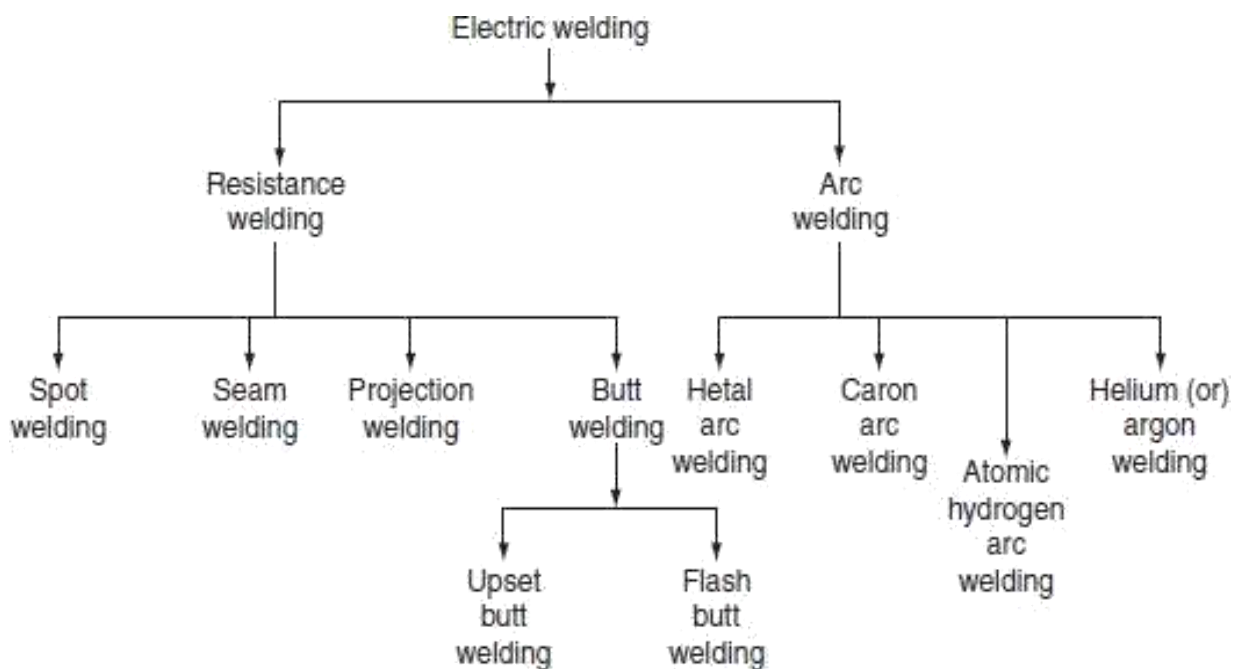 Electric welding
Resistance
welding
Arc
welding
Spot
welding
Seam
welding
Projection
welding
Butt
welding
Hetal
arc
welding
Caron
arc
welding
Atomic
hydrogen
arc
welding
Helium (or)
argon
welding
Upset
butt
welding
Flash
butt
welding